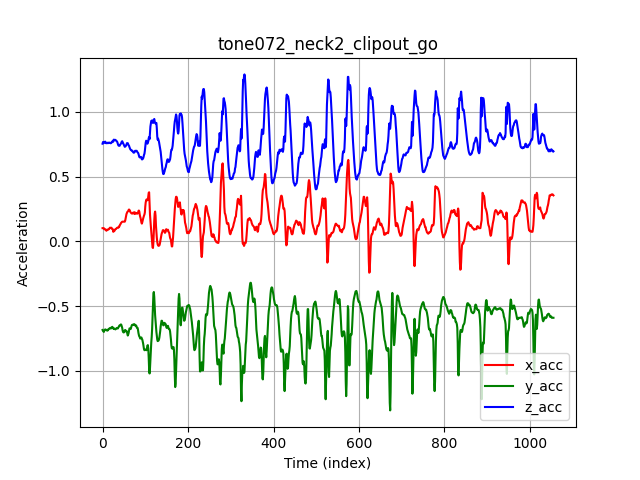 tone072_neck2_clipout_go
1.0
0.5
0.0
−0.5
−1.0
Acceleration
0 200 400 600 800 1000
Time (index)
x_acc
y_acc
z_acc